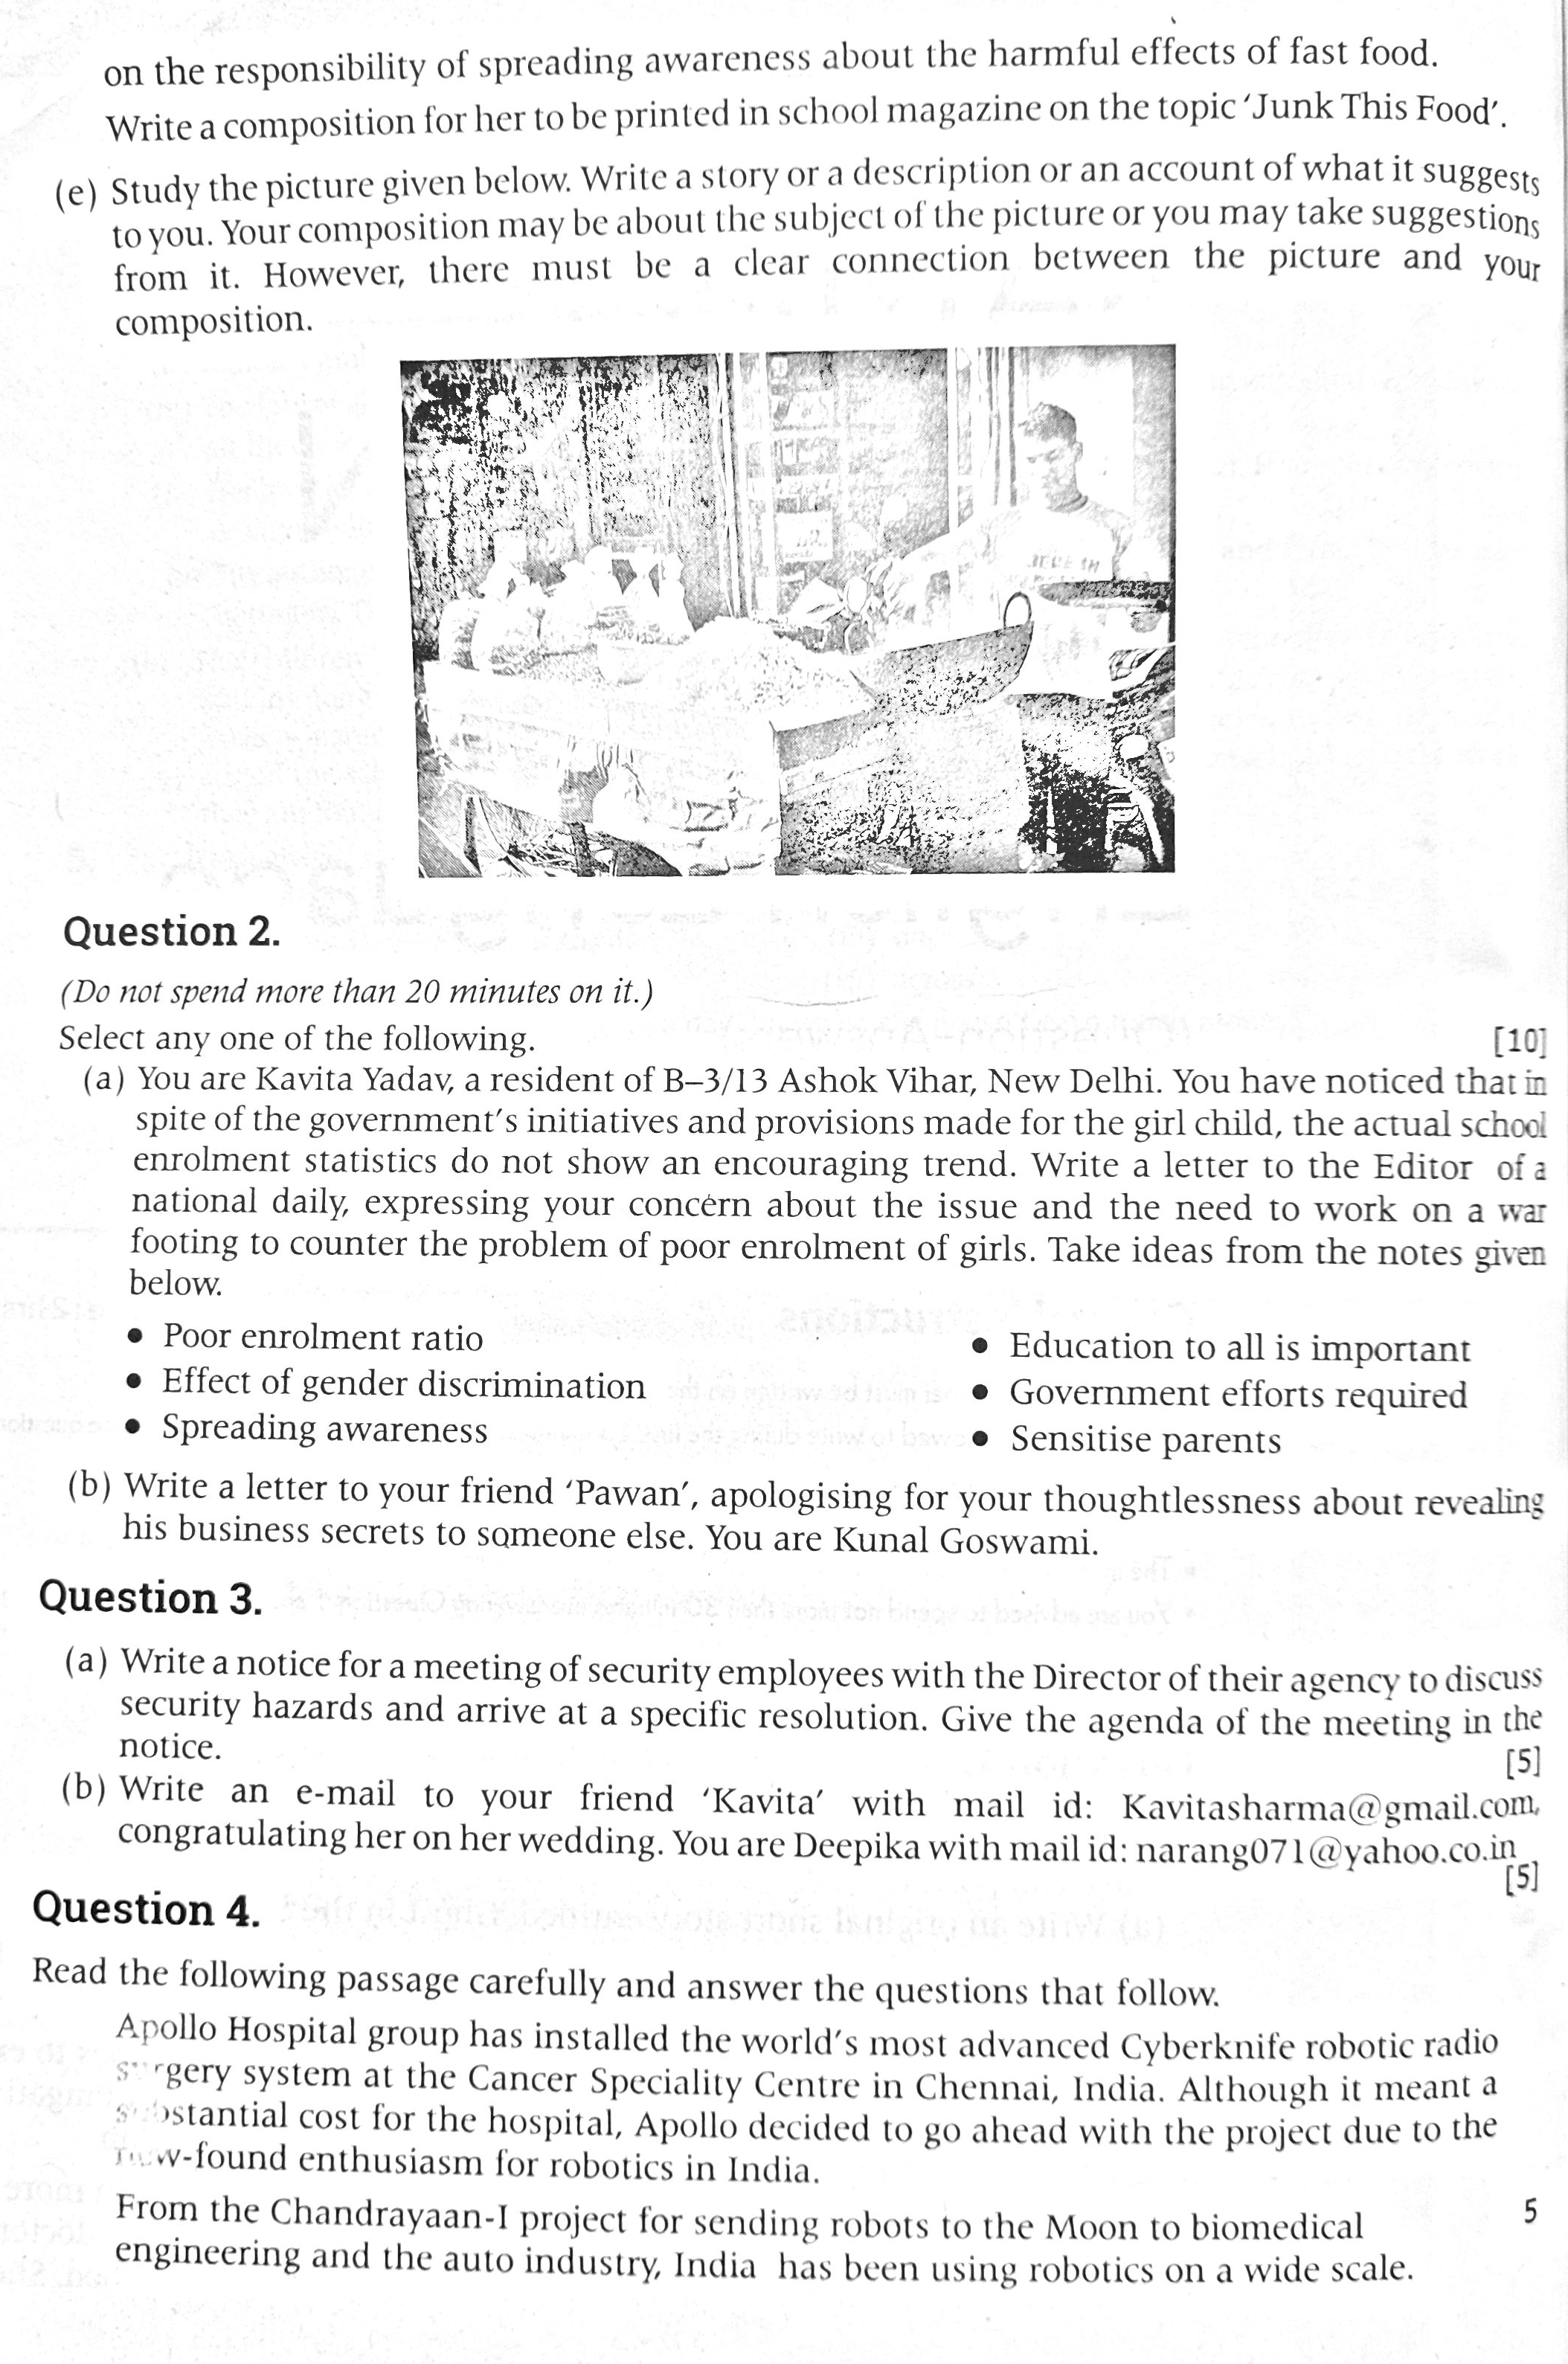 on the responsibility of spreading awareness about the harmful effects of fast food.
Write a composition for her to be printed in school magazine on the topic ‘Junk This Food’.
(e) Study the picture given below. Write a story or a description or an account of what it suggests
to you. Your composition may be about the subject of the picture or you may take suggestions
from it. However, there must be a clear connection between the picture and your
composition.
Question 2.
(Do not spend more than 20 minutes on it.)
Select any one of the following. [10]
(a) You are Kavita Yadav, a resident of B–3/13 Ashok Vihar, New Delhi. You have noticed that in
spite of the government's initiatives and provisions made for the girl child, the actual school
enrolment statistics do not show an encouraging trend. Write a letter to the Editor of a
national daily, expressing your concern about the issue and the need to work on a war
footing to counter the problem of poor enrolment of girls. Take ideas from the notes given
below.
• Poor enrolment ratio • Education to all is important
• Effect of gender discrimination • Government efforts required
• Spreading awareness • Sensitise parents
(b) Write a letter to your friend ‘Pawan’, apologising for your thoughtlessness about revealing
his business secrets to someone else. You are Kunal Goswami.
Question 3.
(a) Write a notice for a meeting of security employees with the Director of their agency to discuss
security hazards and arrive at a specific resolution. Give the agenda of the meeting in the
notice. [5]
(b) Write an e-mail to your friend ‘Kavita’ with mail id: Kavitasharma@gmail.com,
congratulating her on her wedding. You are Deepika with mail id: narang071@yahoo.co.in
[5]
Question 4.
Read the following passage carefully and answer the questions that follow.
Apollo Hospital group has installed the world's most advanced Cyberknife robotic radio
surgery system at the Cancer Speciality Centre in Chennai, India. Although it meant a
substantial cost for the hospital, Apollo decided to go ahead with the project due to the
new-found enthusiasm for robotics in India.
From the Chandrayaan-I project for sending robots to the Moon to biomedical 5
engineering and the auto industry, India has been using robotics on a wide scale.